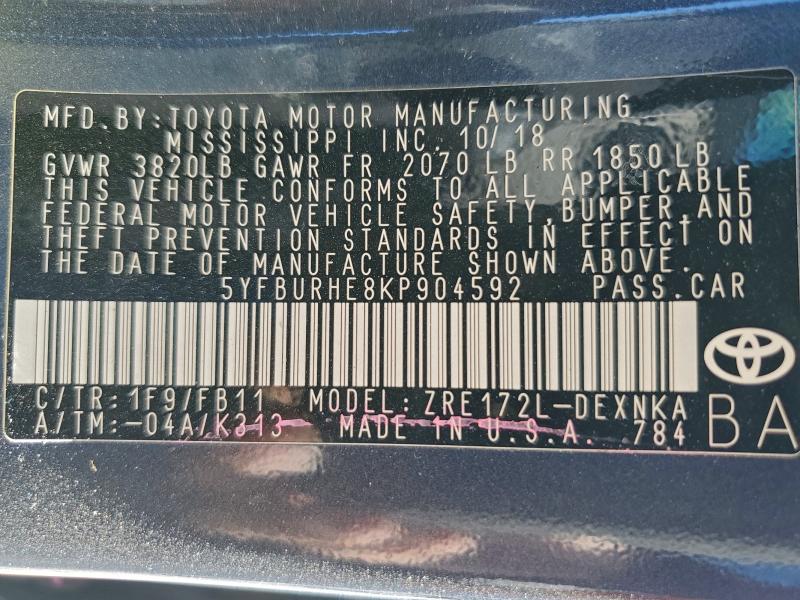 MFD. BY: TOYOTA MOTOR MANUFACTURING
MISSISSIPPI INC. 10/18
GVWR 3820LB GAWR FR 2070 LB RR 1850 LB
THIS VEHICLE CONFORMS TO ALL APPLICABLE
FEDERAL MOTOR VEHICLE SAFETY, BUMPER, AND
THEFT PREVENTION STANDARDS IN EFFECT ON
THE DATE OF MANUFACTURE SHOWN ABOVE.
5YFBURHE8KP904592 PASS. CAR
C/TR: 1F9/FB11 MODEL: ZRE172L-DEXNKA
A/TM: -04A/K313 MADE IN U.S.A. 784
BA